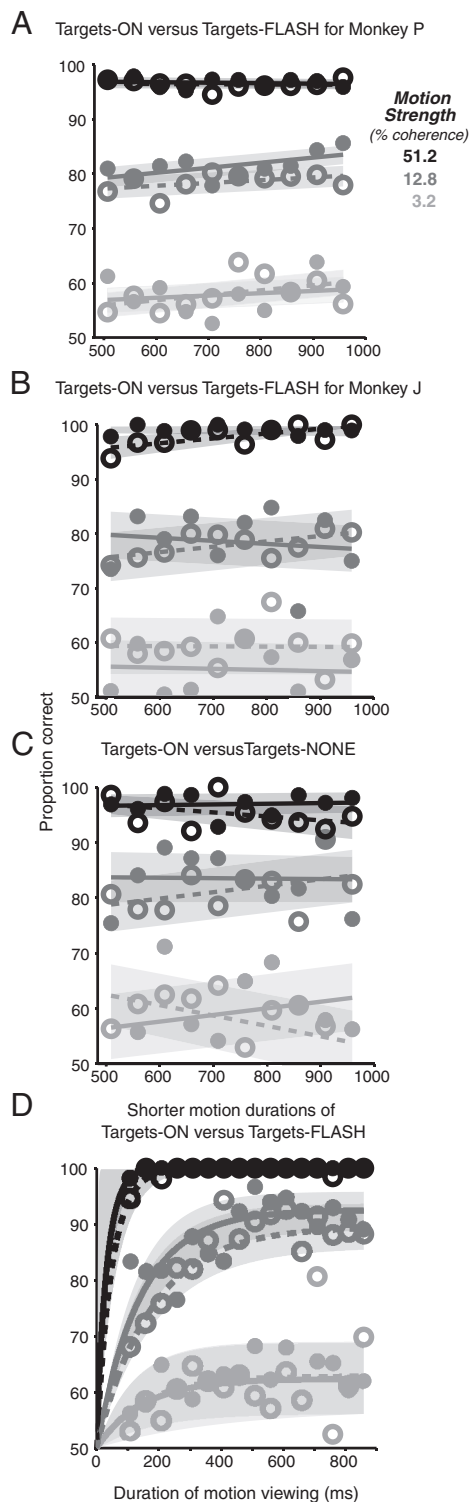 A
Targets-ON versus Targets-FLASH for Monkey P
100
90
80
70
60
50
500 600 700 800 900 1000
Motion
Strength
(% coherence)
51.2
12.8
3.2
B
Targets-ON versus Targets-FLASH for Monkey J
100
90
80
70
60
50
500 600 700 800 900 1000
Proportion correct
C
Targets-ON versusTargets-NONE
100
90
80
70
60
50
500 600 700 800 900 1000
D
Shorter motion durations of
Targets-ON versus Targets-FLASH
100
90
80
70
60
50
0 200 400 600 800
Duration of motion viewing (ms)